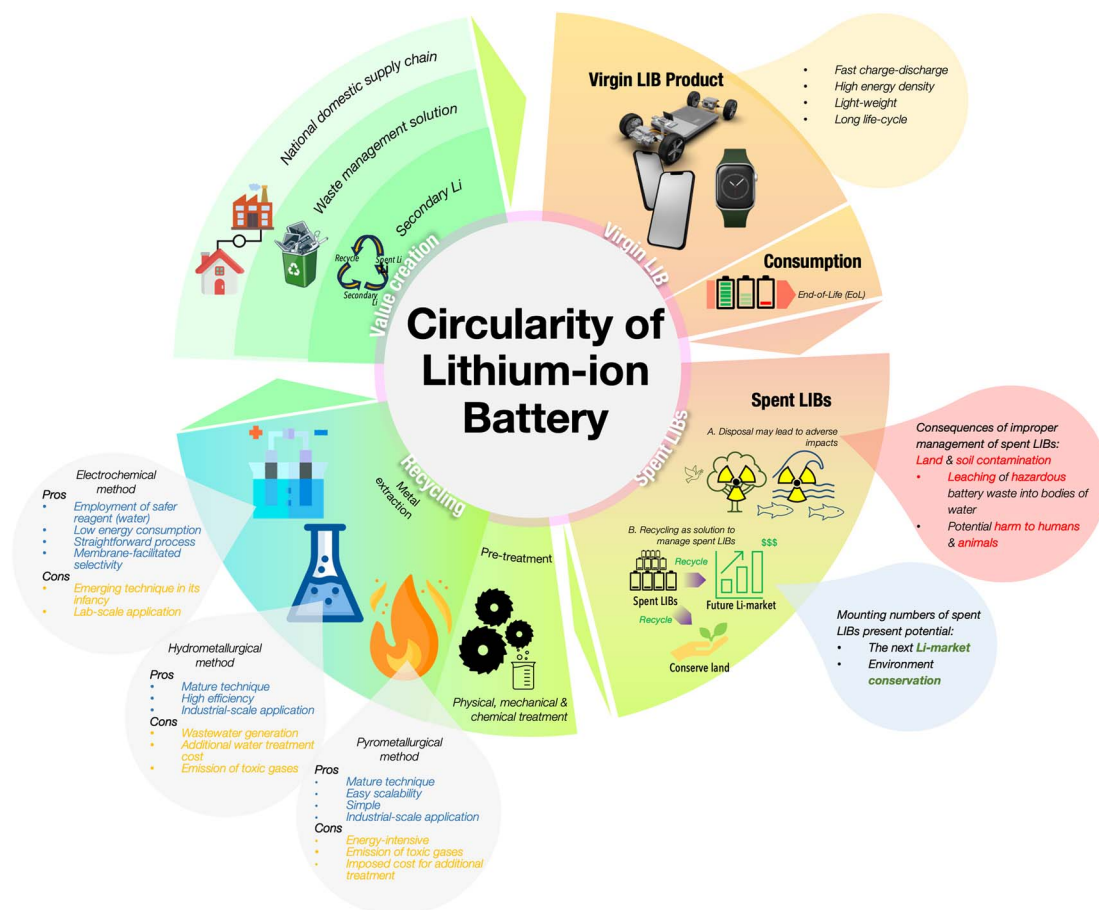 Circularity of
Lithium-ion
Battery
Virgin LIB
Virgin LIB Product
• Fast charge-discharge
• High energy density
• Light-weight
• Long life-cycle
Consumption
End-of-Life (EoL)
Spent LIBs
Spent LIBs
A. Disposal may lead to adverse
impacts
Consequences of improper
management of spent LIBs:
Land & soil contamination
• Leaching of hazardous
battery waste into bodies of
water
• Potential harm to humans
& animals
B. Recycling as solution to
manage spent LIBs
$$$
Recycle
Spent LIBs
Future Li-market
Recycle
Conserve land
Mounting numbers of spent
LIBs present potential:
• The next Li-market
• Environment
conservation
Recycling
Pre-treatment
Physical, mechanical &
chemical treatment
Metal
extraction
Pyrometallurgical
method
Pros
• Mature technique
• Easy scalability
• Simple
• Industrial-scale application
Cons
• Energy-intensive
• Emission of toxic gases
• Imposed cost for additional
treatment
Hydrometallurgical
method
Pros
• Mature technique
• High efficiency
• Industrial-scale application
Cons
• Wastewater generation
• Additional water treatment
cost
• Emission of toxic gases
Electrochemical
method
Pros
• Employment of safer
reagent (water)
• Low energy consumption
• Straightforward process
• Membrane-facilitated
selectivity
Cons
• Emerging technique in its
infancy
• Lab-scale application
Value creation
National domestic supply chain
Waste management solution
Secondary Li
Recycle
Spent Li
Secondary
Li